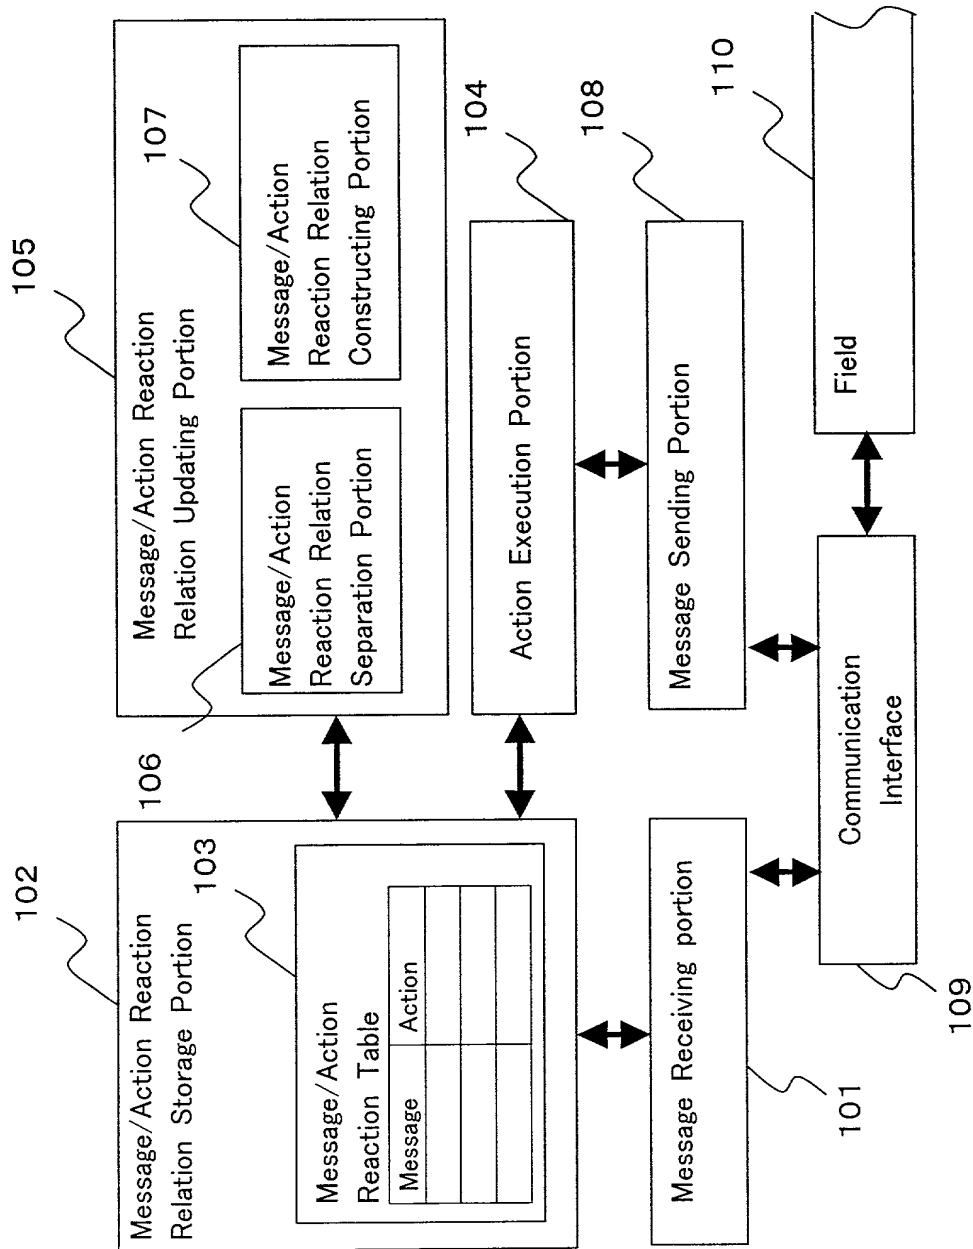 102
Message/Action Reaction
Relation Storage Portion
103
Message/Action
Reaction Table
Message Action
105
Message/Action Reaction
Relation Updating Portion
106
Message/Action
Reaction Relation
Separation Portion
107
Message/Action
Reaction Relation
Constructing Portion
104
Action Execution Portion
101
Message Receiving portion
108
Message Sending Portion
109
Communication
Interface
110
Field